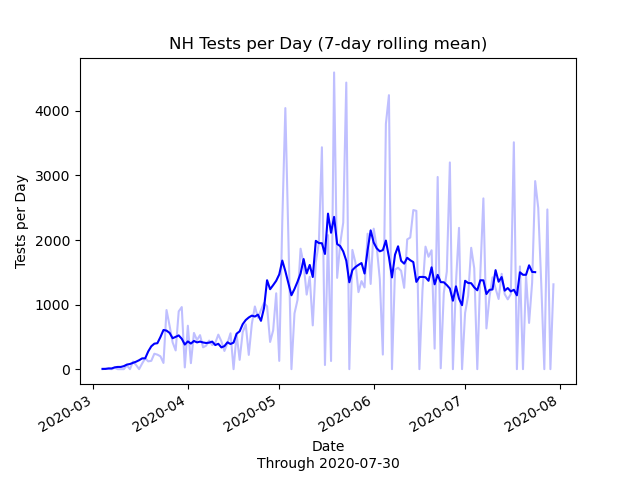 NH Tests per Day (7-day rolling mean)
Tests per Day
4000
3000
2000
1000
0
2020-03
2020-04
2020-05
2020-06
2020-07
2020-08
Date
Through 2020-07-30